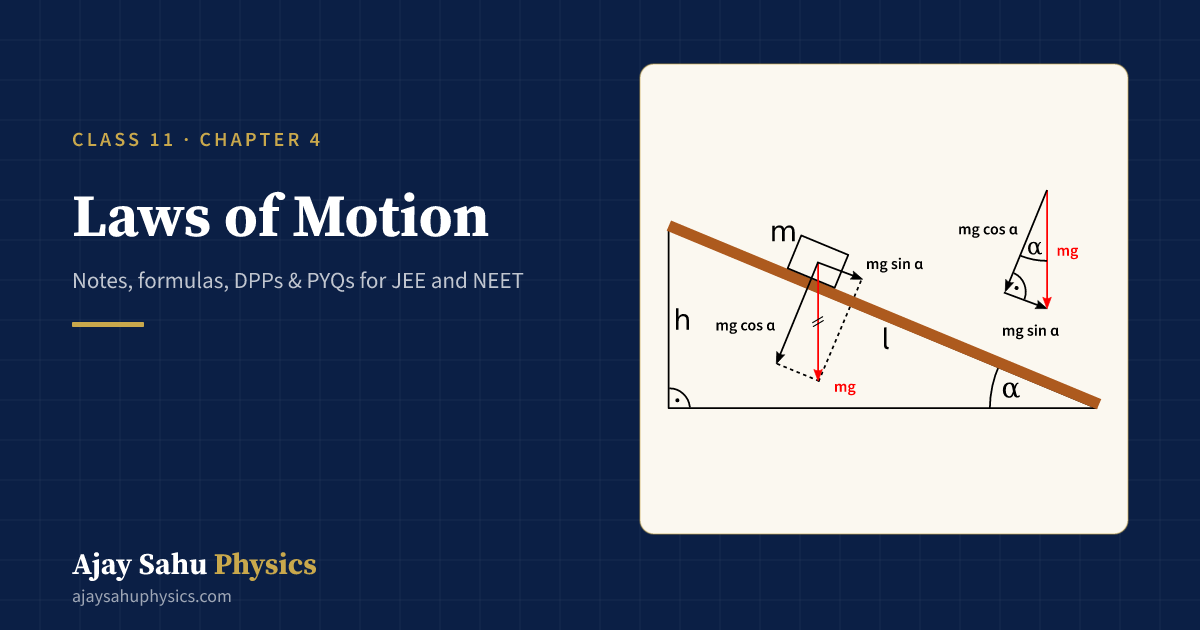 CLASS 11 · CHAPTER 4
Laws of Motion
Notes, formulas, DPPs & PYQs for JEE and NEET
Ajay Sahu Physics
ajaysahuphysics.com
m
mg sin α
h
mg cos α
l
mg
α
mg cos α
α
mg
mg sin α